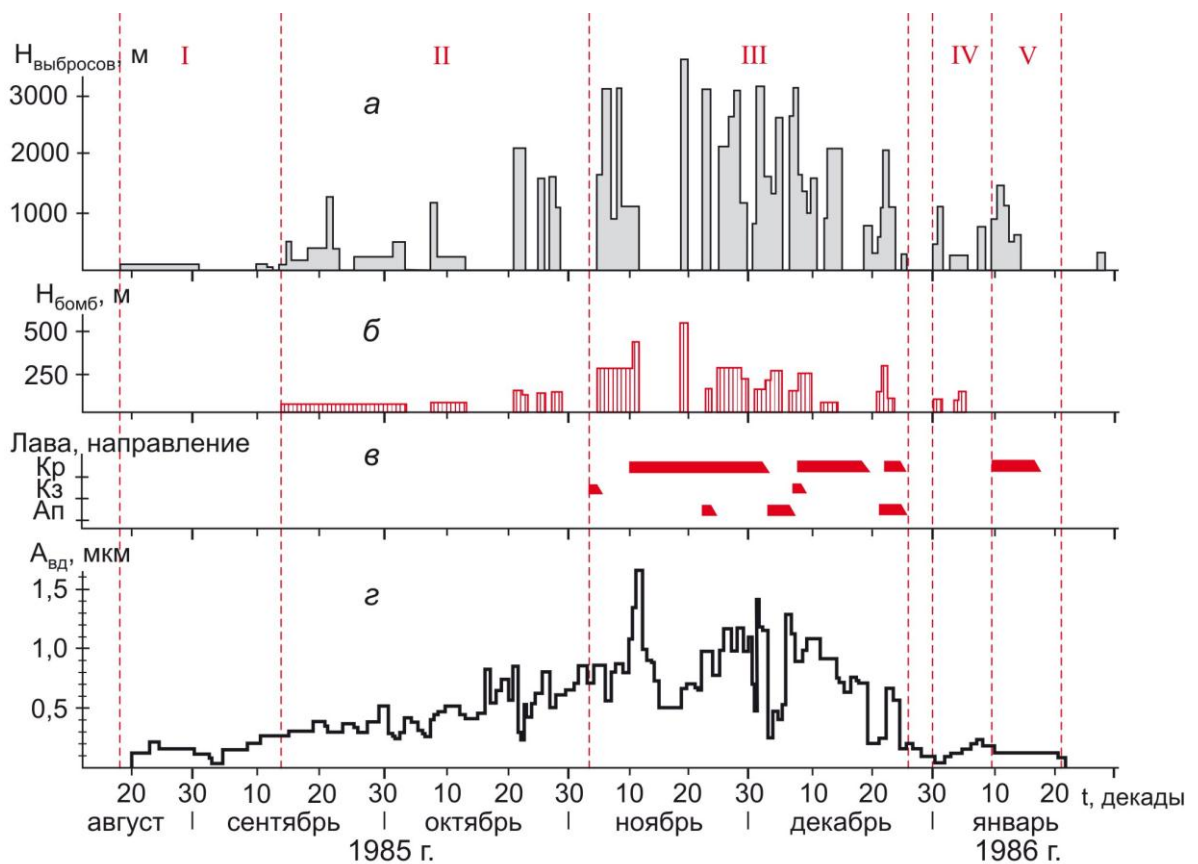 I II III IV V
Hвыбросов, м
а
3000
2000
1000
Hбомб, м
б
500
250
Лава, направление
в
Кр
Кз
Ап
Aвд, мкм
г
1,5
1,0
0,5
20 30 10 20 30 10 20 30 10 20 30 10 20 30 10 20 t, декады
август | сентябрь | октябрь | ноябрь | декабрь | январь
1985 г. 1986 г.